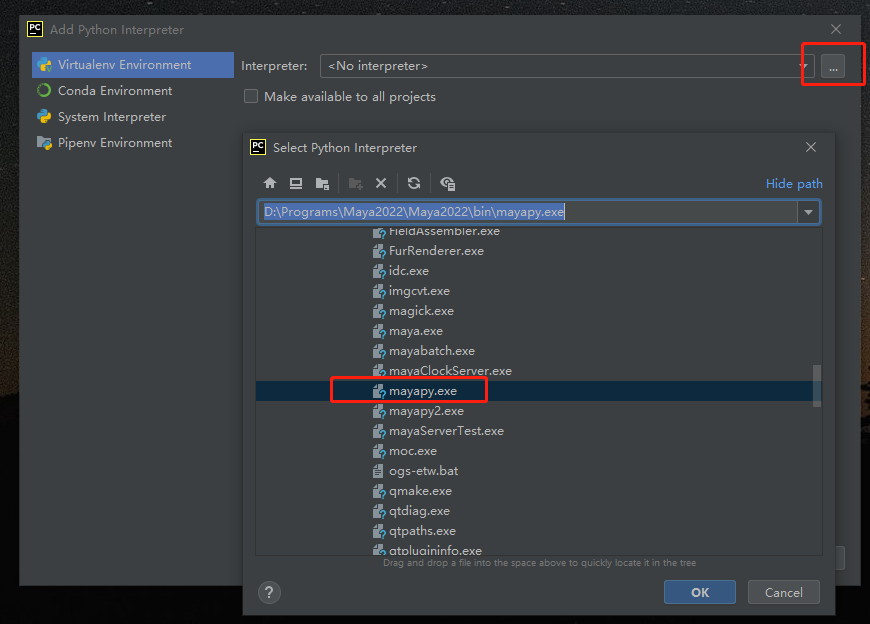 PC Add Python Interpreter
Virtualenv Environment
Conda Environment
System Interpreter
Pipenv Environment
Interpreter: <No interpreter> ...
Make available to all projects
PC Select Python Interpreter
Hide path
D:\Programs\Maya2022\Maya2022\bin\mayapy.exe
FieldAssembler.exe
FurRenderer.exe
idc.exe
imgcvt.exe
magick.exe
maya.exe
mayabatch.exe
mayaClockServer.exe
mayapy.exe
mayapy2.exe
mayaServerTest.exe
moc.exe
ogs-etw.bat
qmake.exe
qtdiag.exe
qtpaths.exe
qtplugininfo.exe
Drag and drop a file into the space above to quickly locate it in the tree
? OK Cancel